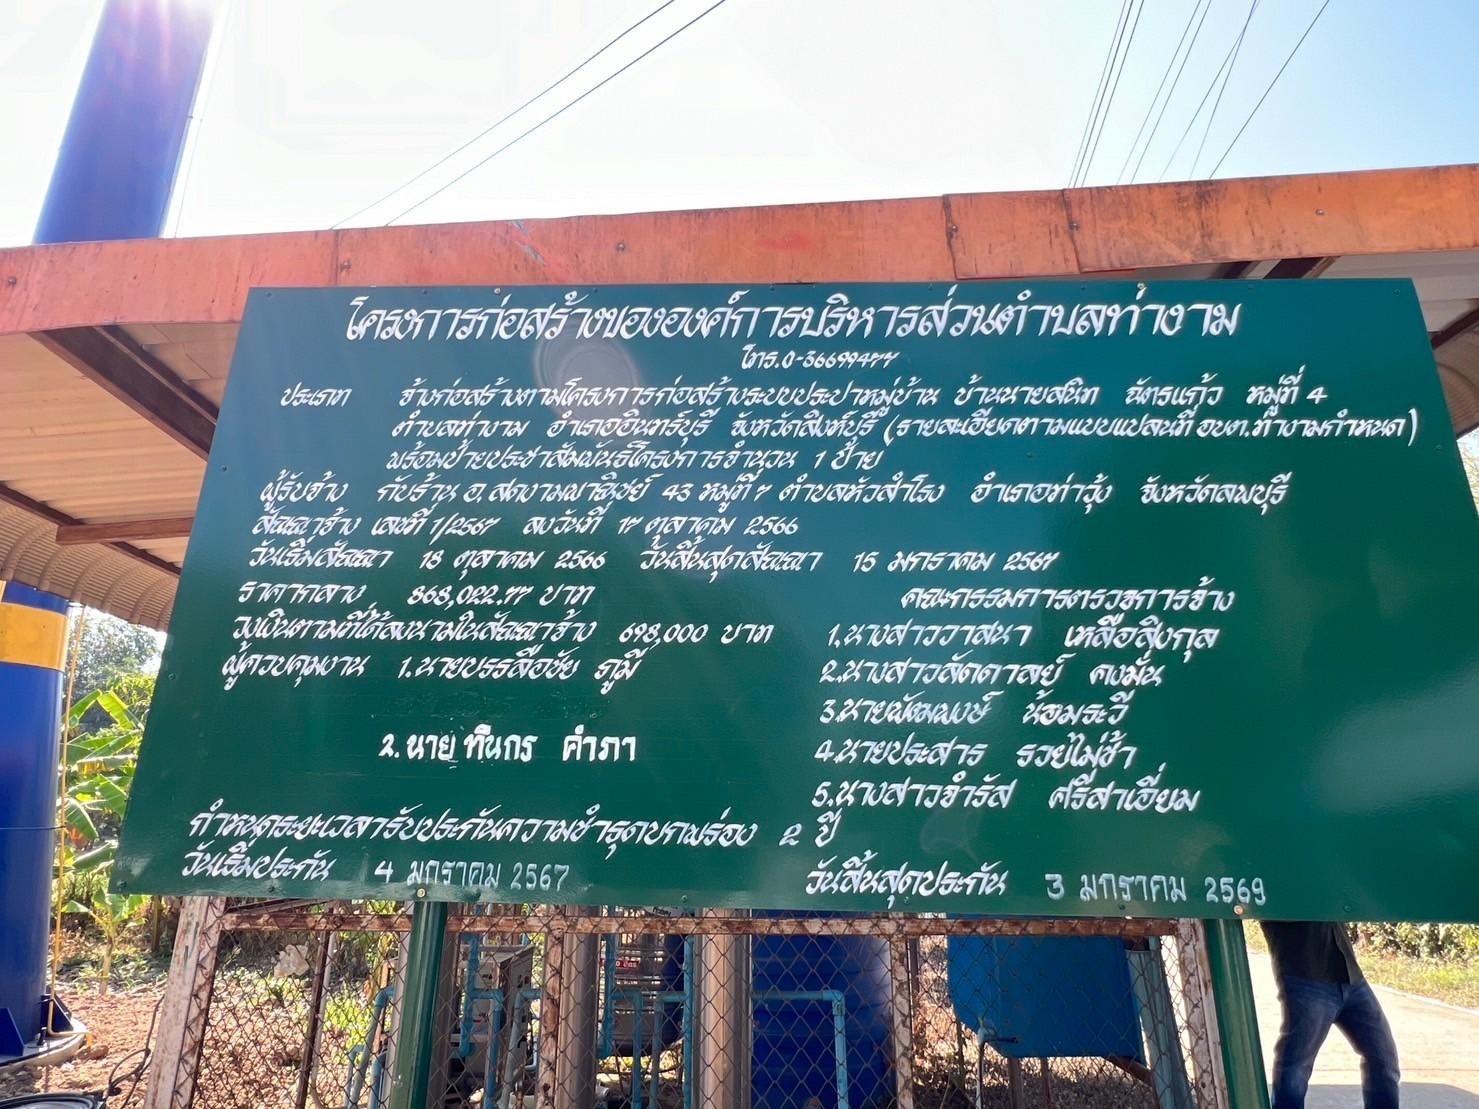 โครงการก่อสร้างขององค์การบริหารส่วนตำบลท่างาม
โทร.0-36699477
ประเภท จ้างก่อสร้างตามโครงการก่อสร้างระบบประปาหมู่บ้าน บ้านนายสนิท ฉัตรแก้ว หมู่ที่ 4
ตำบลท่างาม อำเภออินทร์บุรี จังหวัดสิงห์บุรี (รายละเอียดตามแบบแปลนที่ อบต.ท่างามกำหนด)
พร้อมป้ายประชาสัมพันธ์โครงการจำนวน 1 ป้าย
ผู้รับจ้าง กับร้าน อ.สดงามพาณิชย์ 43 หมู่ที่ 7 ตำบลหัวสำโรง อำเภอท่าวุ้ง จังหวัดลพบุรี
สัญญาจ้าง เลขที่ 1/2567 ลงวันที่ 17 ตุลาคม 2566
วันเริ่มสัญญา 18 ตุลาคม 2566 วันสิ้นสุดสัญญา 15 มกราคม 2567
ราคากลาง 868,022.77 บาท
วงเงินตามที่ได้ลงนามในสัญญาจ้าง 698,000 บาท
ผู้ควบคุมงาน 1.นายบรรลือชัย ภูมี
2.นาย ทินกร คำภา
คณะกรรมการตรวจการจ้าง
1.นางสาววาสนา เหลือสิงกุล
2.นางสาวลัดดาลย์ คงมั่น
3.นายพัฒนพงษ์ น้อมระวี
4.นายประสาร รวยไม่ช้า
5.นางสาวจำรัส ศรีสาเอี่ยม
กำหนดระยะเวลารับประกันความชำรุดบกพร่อง 2 ปี
วันเริ่มประกัน 4 มกราคม 2567 วันสิ้นสุดประกัน 3 มกราคม 2569